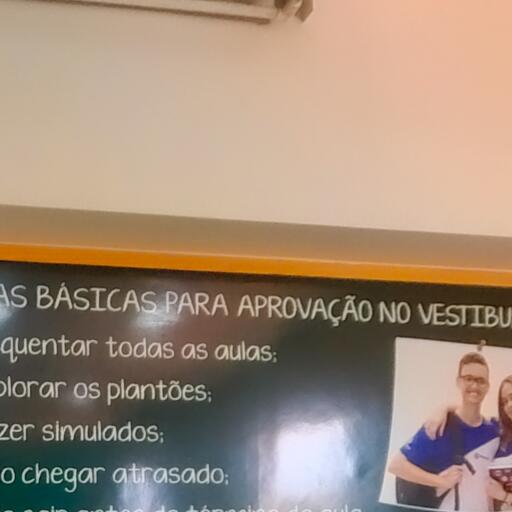 AS BÁSICAS PARA APROVAÇÃO NO VESTIBU
quentar todas as aulas;
plorar os plantões;
zer simulados;
o chegar atrasado;